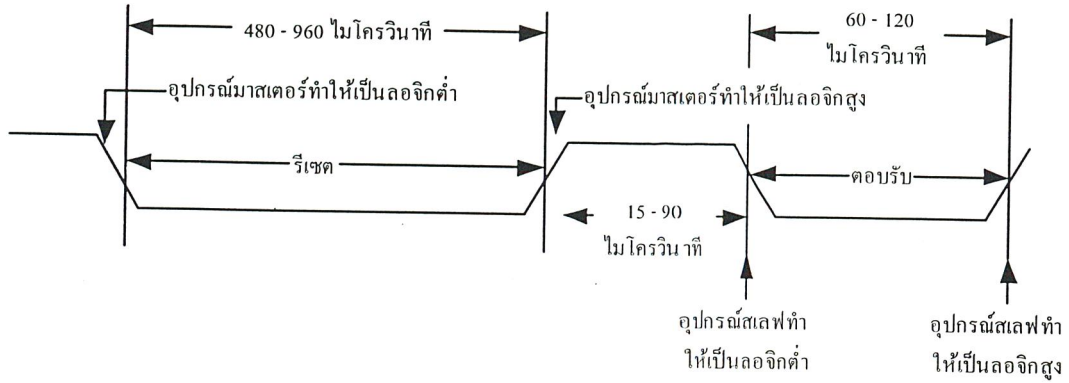 480 - 960 ไมโครวินาที
60 - 120
ไมโครวินาที
อุปกรณ์มาสเตอร์ทำให้เป็นลอจิกต่ำ
อุปกรณ์มาสเตอร์ทำให้เป็นลอจิกสูง
รีเซต
ตอบรับ
15 - 90
ไมโครวินาที
อุปกรณ์สเลฟทำ
ให้เป็นลอจิกต่ำ
อุปกรณ์สเลฟทำ
ให้เป็นลอจิกสูง